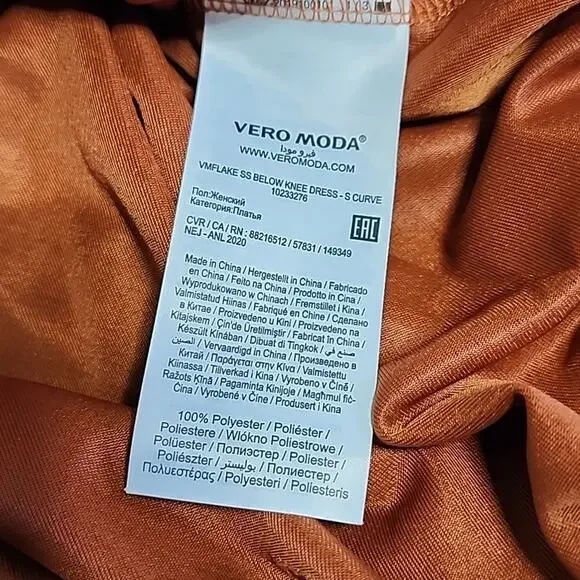 VERO MODA®
فيرو مودا
WWW.VEROMODA.COM
VMFLAKE SS BELOW KNEE DRESS - S CURVE
10233276
Пол:Женский
Категория:Платья
EAC
CVR / CA / RN : 88216512 / 57831 / 149349
NEJ - ANL 2020
Made in China / Hergestellt in China / Fabricado
en China / Feito na China / Prodotto in Cina /
Wyprodukowano w Chinach / Fremstillet i Kina /
Valmistatud Hiinas / Fabriqué en Chine / Сделано
в Китае / Proizvedeno u Kini / Proizvedeno na
Kitajskem / Çin'de Üretilmiştir / Fabricat în China /
Készült Kínában / Dibuat di Tingkok / صنع في
الصين / Vervaardigd in China / Произведено в
Китай / Παράγεται στην Κίνα / Valmistettu
Kiinassa / Tillverkad i Kina / Vyrobeno v Číně /
Ražots Ķīnā / Pagaminta Kinijoje / Maghmul fiċ-
Ċina / Vyrobené v Číne / Produsert i Kina
100% Polyester / Poliéster /
Poliestere / Włókno Poliestrowe /
Polüester / Полиэстер / Poliester /
Poliészter / بوليستر / Полиестер /
Πολυεστέρας / Polyesteri / Poliesteris